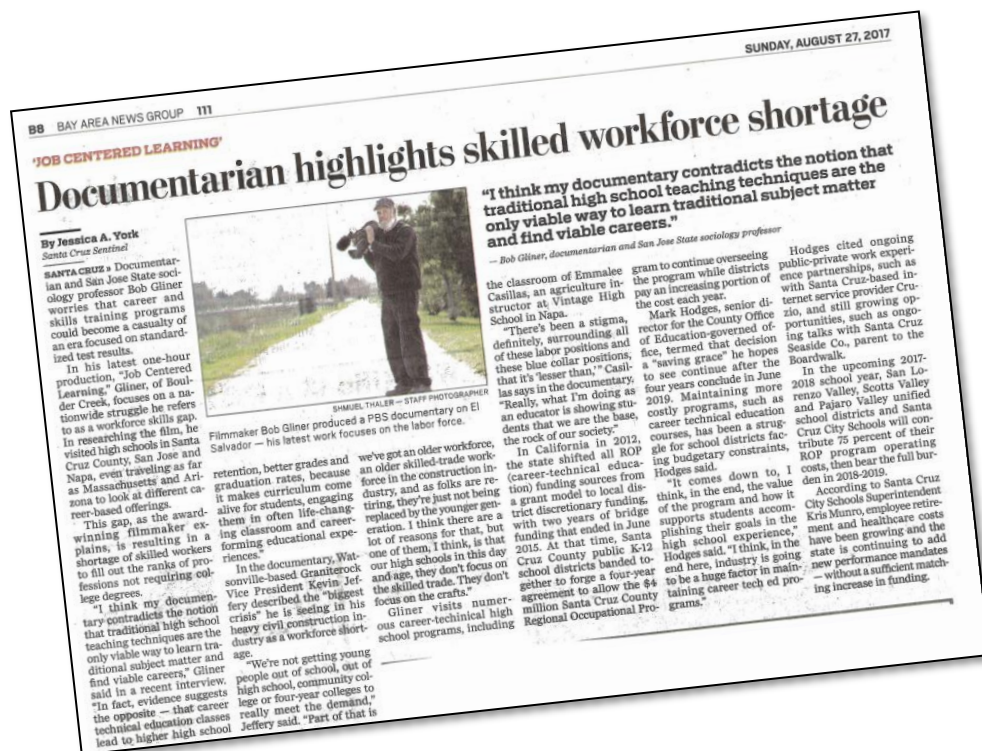 SUNDAY, AUGUST 27, 2017
B8 BAY AREA NEWS GROUP 111
'JOB CENTERED LEARNING'
Documentarian highlights skilled workforce shortage
By Jessica A. York
Santa Cruz Sentinel
SANTA CRUZ » Documentar-
ian and San Jose State soci-
ology professor Bob Gliner
worries that career and
skills training programs
could become a casualty of
an era focused on standard-
ized test results.
In his latest one-hour
production, "Job Centered
Learning," Gliner, of Boul-
der Creek, focuses on a na-
tionwide struggle he refers
to as a workforce skills gap.
In researching the film, he
visited high schools in Santa
Cruz County, San Jose and
Napa, even traveling as far
as Massachusetts and Ari-
zona to look at different ca-
reer-based offerings.
This gap, as the award-
winning filmmaker ex-
plains, is resulting in a
shortage of skilled workers
to fill out the ranks of pro-
fessions not requiring col-
lege degrees.
"I think my documen-
tary contradicts the notion
that traditional high school
teaching techniques are the
only viable way to learn tra-
ditional subject matter and
find viable careers," Gliner
said in a recent interview.
"In fact, evidence suggests
the opposite — that career
technical education classes
lead to higher high school
SHMUEL THALER — STAFF PHOTOGRAPHER
Filmmaker Bob Gliner produced a PBS documentary on El
Salvador — his latest work focuses on the labor force.
retention, better grades and
graduation rates, because
it makes curriculum come
alive for students, engaging
them in often life-chang-
ing classroom and career-
forming educational expe-
riences."
In the documentary, Wat-
sonville-based Graniterock
Vice President Kevin Jef-
fery described the "biggest
crisis" he is seeing in his
heavy civil construction in-
dustry as a workforce short-
age.
"We're not getting young
people out of school, out of
high school, community col-
lege or four-year colleges to
really meet the demand,"
Jeffery said. "Part of that is
we've got an older workforce,
an older skilled-trade work-
force in the construction in-
dustry, and as folks are re-
tiring, they're just not being
replaced by the younger gen-
eration. I think there are a
lot of reasons for that, but
one of them, I think, is that
our high schools in this day
and age, they don't focus on
the skilled trade. They don't
focus on the crafts."
Gliner visits numer-
ous career-techinical high
school programs, including
"I think my documentary contradicts the notion that
traditional high school teaching techniques are the
only viable way to learn traditional subject matter
and find viable careers."
— Bob Gliner, documentarian and San Jose State sociology professor
the classroom of Emmalee
Casillas, an agriculture in-
structor at Vintage High
School in Napa.
"There's been a stigma,
definitely, surrounding all
of these labor positions and
these blue collar positions,
that it's 'lesser than,'" Casil-
las says in the documentary.
"Really, what I'm doing as
an educator is showing stu-
dents that we are the base,
the rock of our society."
In California in 2012,
the state shifted all ROP
(career-technical educa-
tion) funding sources from
a grant model to local dis-
trict discretionary funding,
with two years of bridge
funding that ended in June
2015. At that time, Santa
Cruz County public K-12
school districts banded to-
gether to forge a four-year
agreement to allow the $4
million Santa Cruz County
Regional Occupational Pro-
gram to continue overseeing
the program while districts
pay an increasing portion of
the cost each year.
Mark Hodges, senior di-
rector for the County Office
of Education-governed of-
fice, termed that decision
a "saving grace" he hopes
to see continue after the
four years conclude in June
2019. Maintaining more
costly programs, such as
career technical education
courses, has been a strug-
gle for school districts fac-
ing budgetary constraints,
Hodges said.
"It comes down to, I
think, in the end, the value
of the program and how it
supports students accom-
plishing their goals in the
high school experience,"
Hodges said. "I think, in the
end here, industry is going
to be a huge factor in main-
taining career tech ed pro-
grams."
Hodges cited ongoing
public-private work experi-
ence partnerships, such as
with Santa Cruz-based in-
ternet service provider Cru-
zio, and still growing op-
portunities, such as ongo-
ing talks with Santa Cruz
Seaside Co., parent to the
Boardwalk.
In the upcoming 2017-
2018 school year, San Lo-
renzo Valley, Scotts Valley
and Pajaro Valley unified
school districts and Santa
Cruz City Schools will con-
tribute 75 percent of their
ROP program operating
costs, then bear the full bur-
den in 2018-2019.
According to Santa Cruz
City Schools Superintendent
Kris Munro, employee retire-
ment and healthcare costs
have been growing and the
state is continuing to add
new performance mandates
— without a sufficient match-
ing increase in funding.